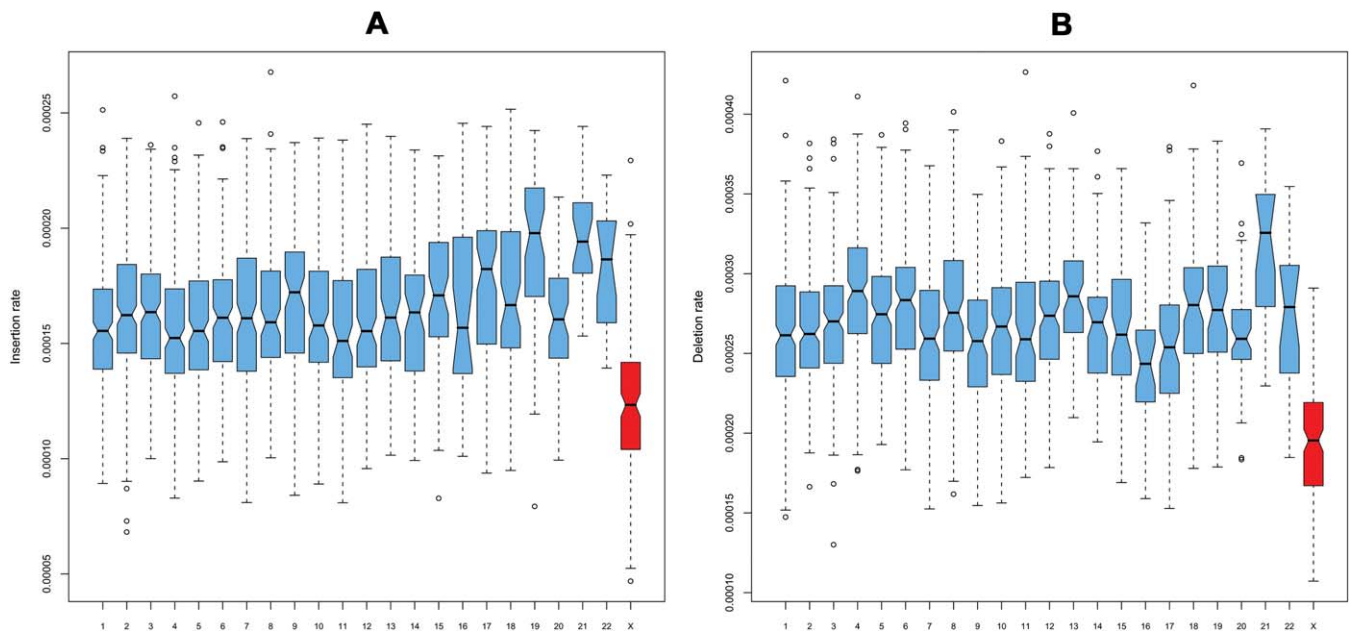 A
Insertion rate
0.00025
0.00020
0.00015
0.00010
0.00005
1 2 3 4 5 6 7 8 9 10 11 12 13 14 15 16 17 18 19 20 21 22 X
B
Deletion rate
0.00040
0.00035
0.00030
0.00025
0.00020
0.00015
0.00010
1 2 3 4 5 6 7 8 9 10 11 12 13 14 15 16 17 18 19 20 21 22 X